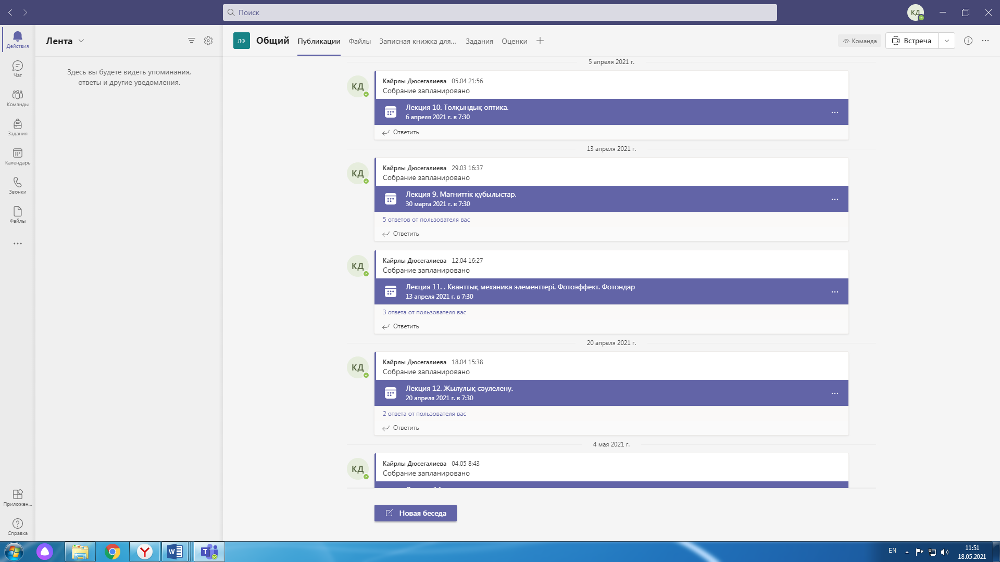 Поиск
КД
Действия
Чат
Команды
Задания
Календарь
Звонки
Файлы
Приложен...
Справка
Лента
Здесь вы будете видеть упоминания,
ответы и другие уведомления.
ЛФ
Общий
Публикации
Файлы
Записная книжка для...
Задания
Оценки
Команда
Встреча
5 апреля 2021 г.
КД
Кайрлы Дюсегалиева 05.04 21:56
Собрание запланировано
Лекция 10. Толқындық оптика.
6 апреля 2021 г. в 7:30
Ответить
13 апреля 2021 г.
КД
Кайрлы Дюсегалиева 29.03 16:37
Собрание запланировано
Лекция 9. Магниттік құбылыстар.
30 марта 2021 г. в 7:30
5 ответов от пользователя вас
Ответить
КД
Кайрлы Дюсегалиева 12.04 16:27
Собрание запланировано
Лекция 11. . Кванттық механика элементтері. Фотоэффект. Фотондар
13 апреля 2021 г. в 7:30
3 ответа от пользователя вас
Ответить
20 апреля 2021 г.
КД
Кайрлы Дюсегалиева 18.04 15:38
Собрание запланировано
Лекция 12. Жылулық сәулелену.
20 апреля 2021 г. в 7:30
2 ответа от пользователя вас
Ответить
4 мая 2021 г.
КД
Кайрлы Дюсегалиева 04.05 8:43
Собрание запланировано
Новая беседа
EN
11:51
18.05.2021